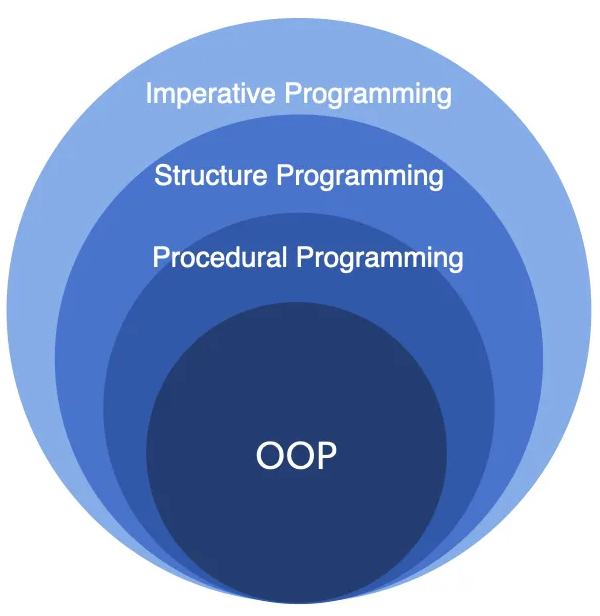 Imperative Programming
Structure Programming
Procedural Programming
OOP